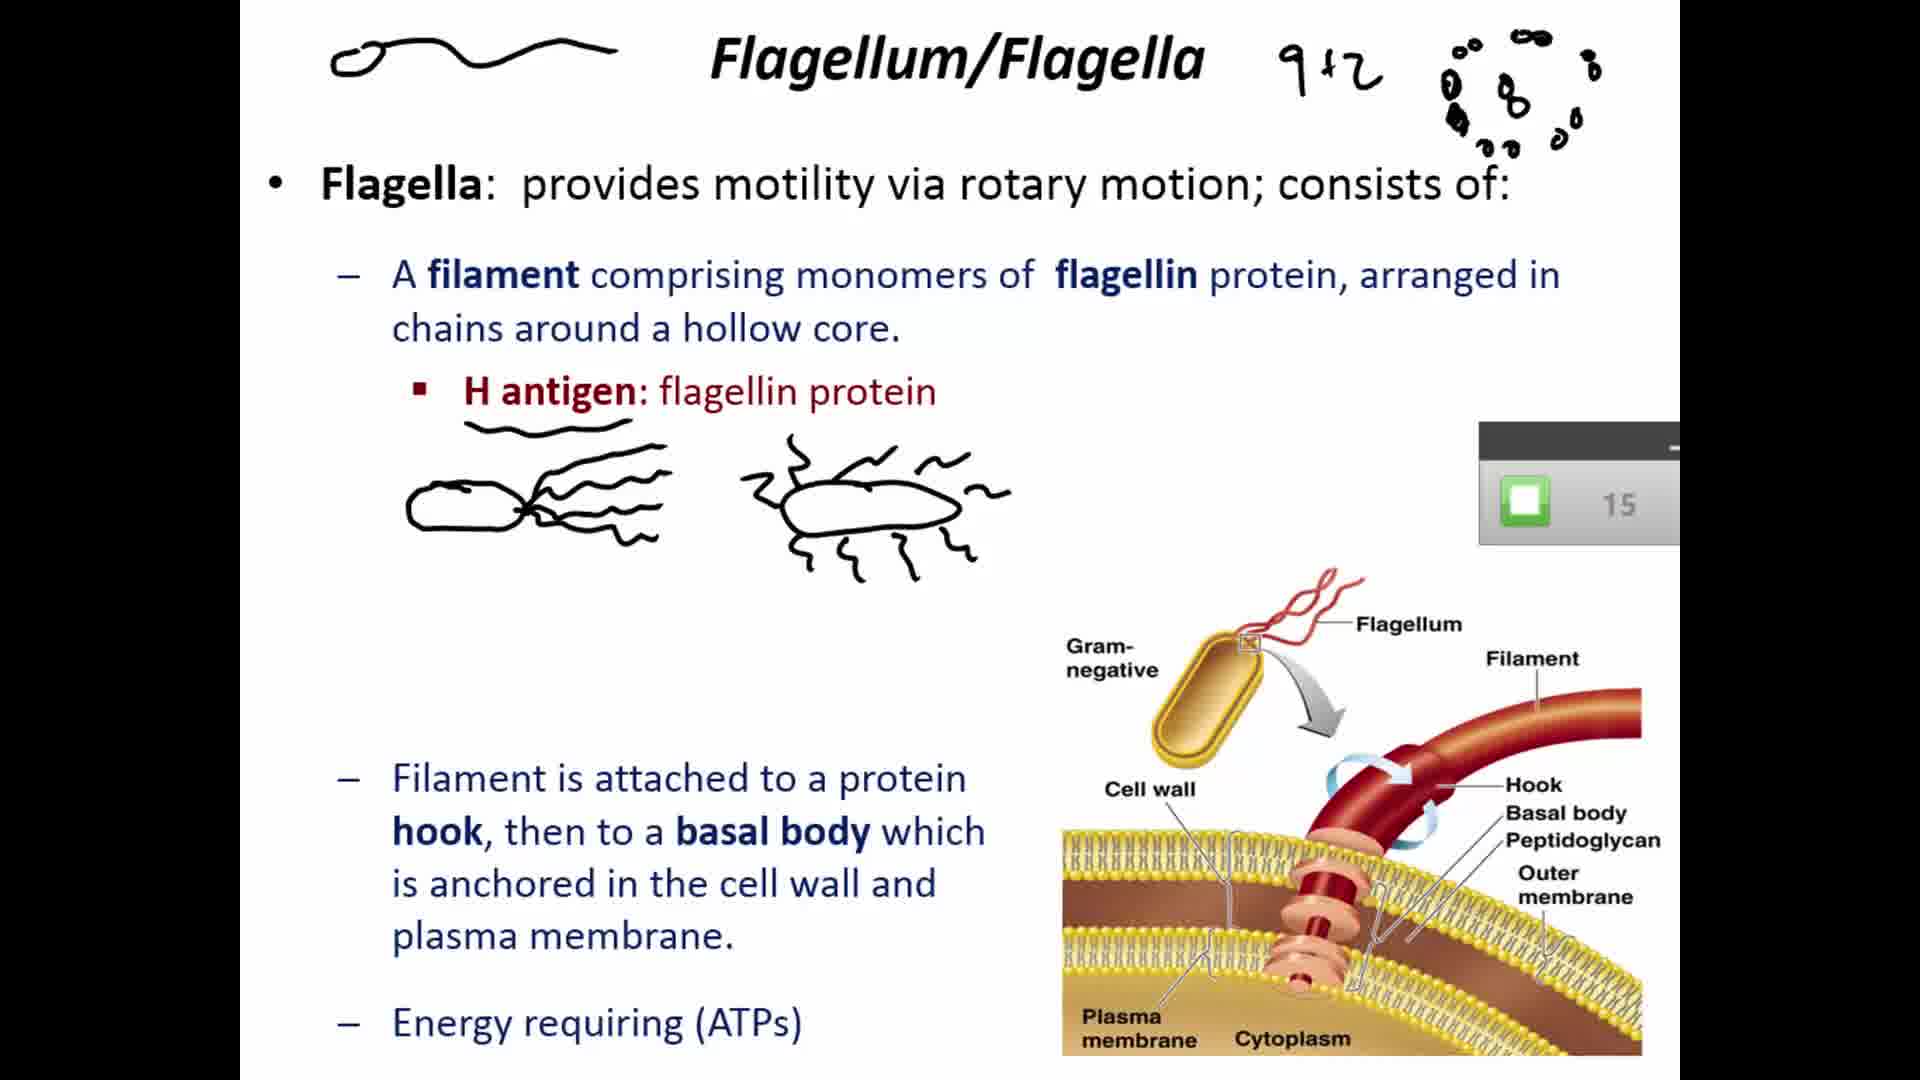 Flagellum/Flagella
9+2
• Flagella: provides motility via rotary motion; consists of:
– A filament comprising monomers of flagellin protein, arranged in
chains around a hollow core.
▪ H antigen: flagellin protein
15
Flagellum
Gram-
negative
Filament
Cell wall
Hook
Basal body
Peptidoglycan
Outer
membrane
Plasma
membrane
Cytoplasm
– Filament is attached to a protein
hook, then to a basal body which
is anchored in the cell wall and
plasma membrane.
– Energy requiring (ATPs)